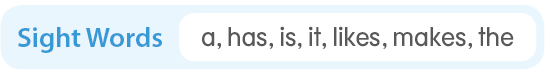 Sight Words a, has, is, it, likes, makes, the